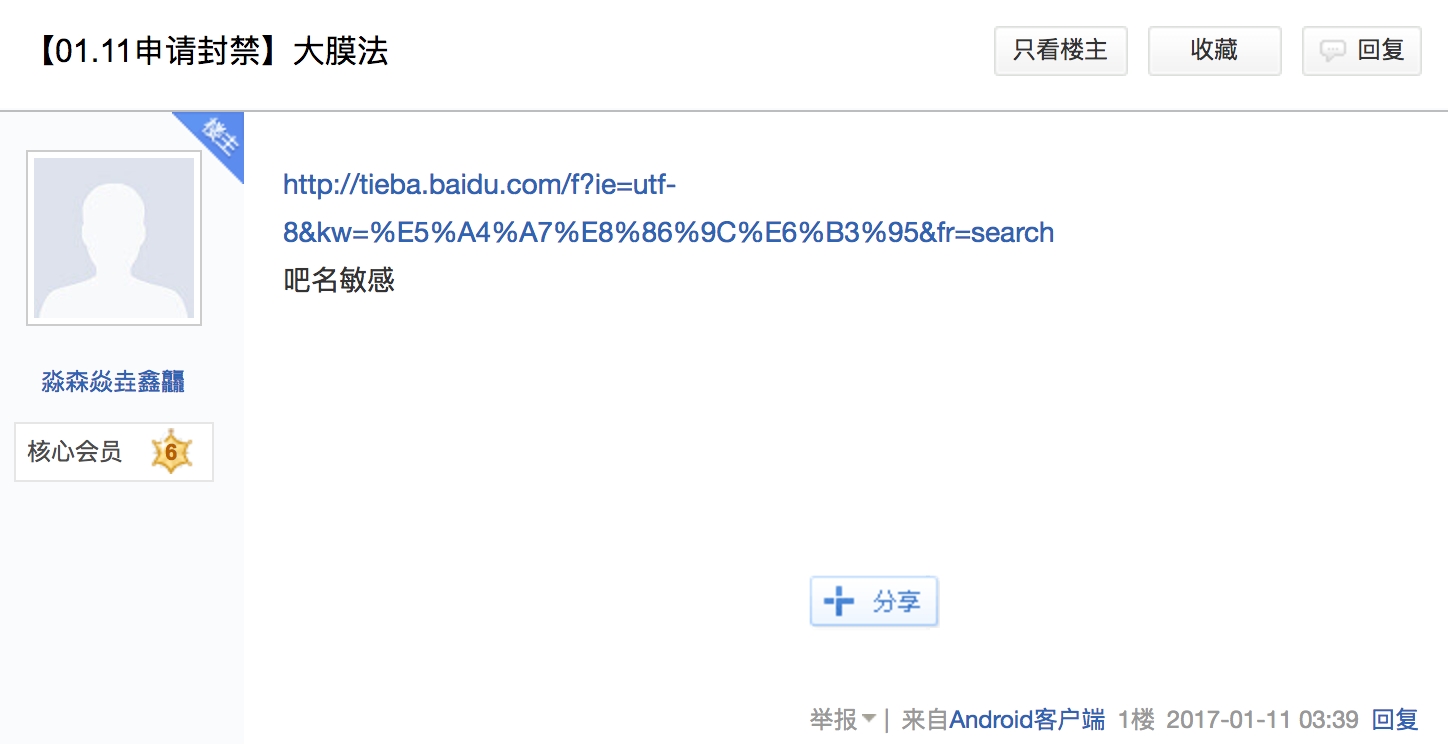 【01.11申请封禁】大膜法
只看楼主
收藏
回复
楼主
http://tieba.baidu.com/f?ie=utf-
8&kw=%E5%A4%A7%E8%86%9C%E6%B3%95&fr=search
吧名敏感
淼森焱垚鑫龘
核心会员 6
分享
举报 | 来自Android客户端 1楼 2017-01-11 03:39 回复